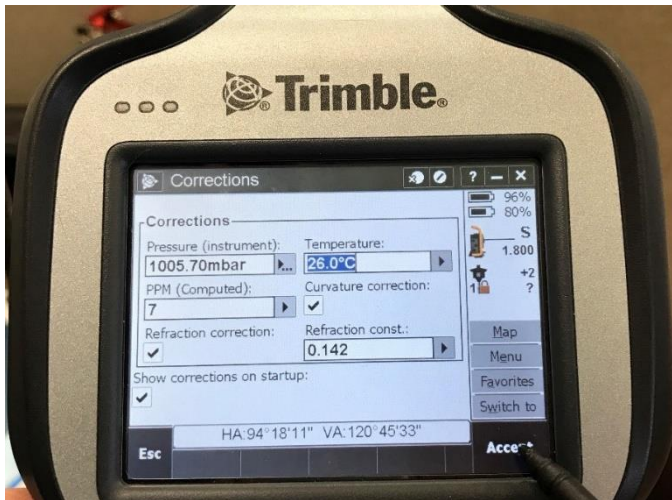 Trimble
Corrections
? – X
96%
80%
Corrections
Pressure (instrument): Temperature:
1005.70mbar 26.0°C
S
1.800
PPM (Computed): Curvature correction:
7
+2
1 ?
Refraction correction: Refraction const.:
0.142
Map
Menu
Show corrections on startup:
Favorites
Switch to
HA:94°18'11" VA:120°45'33"
Esc Accept